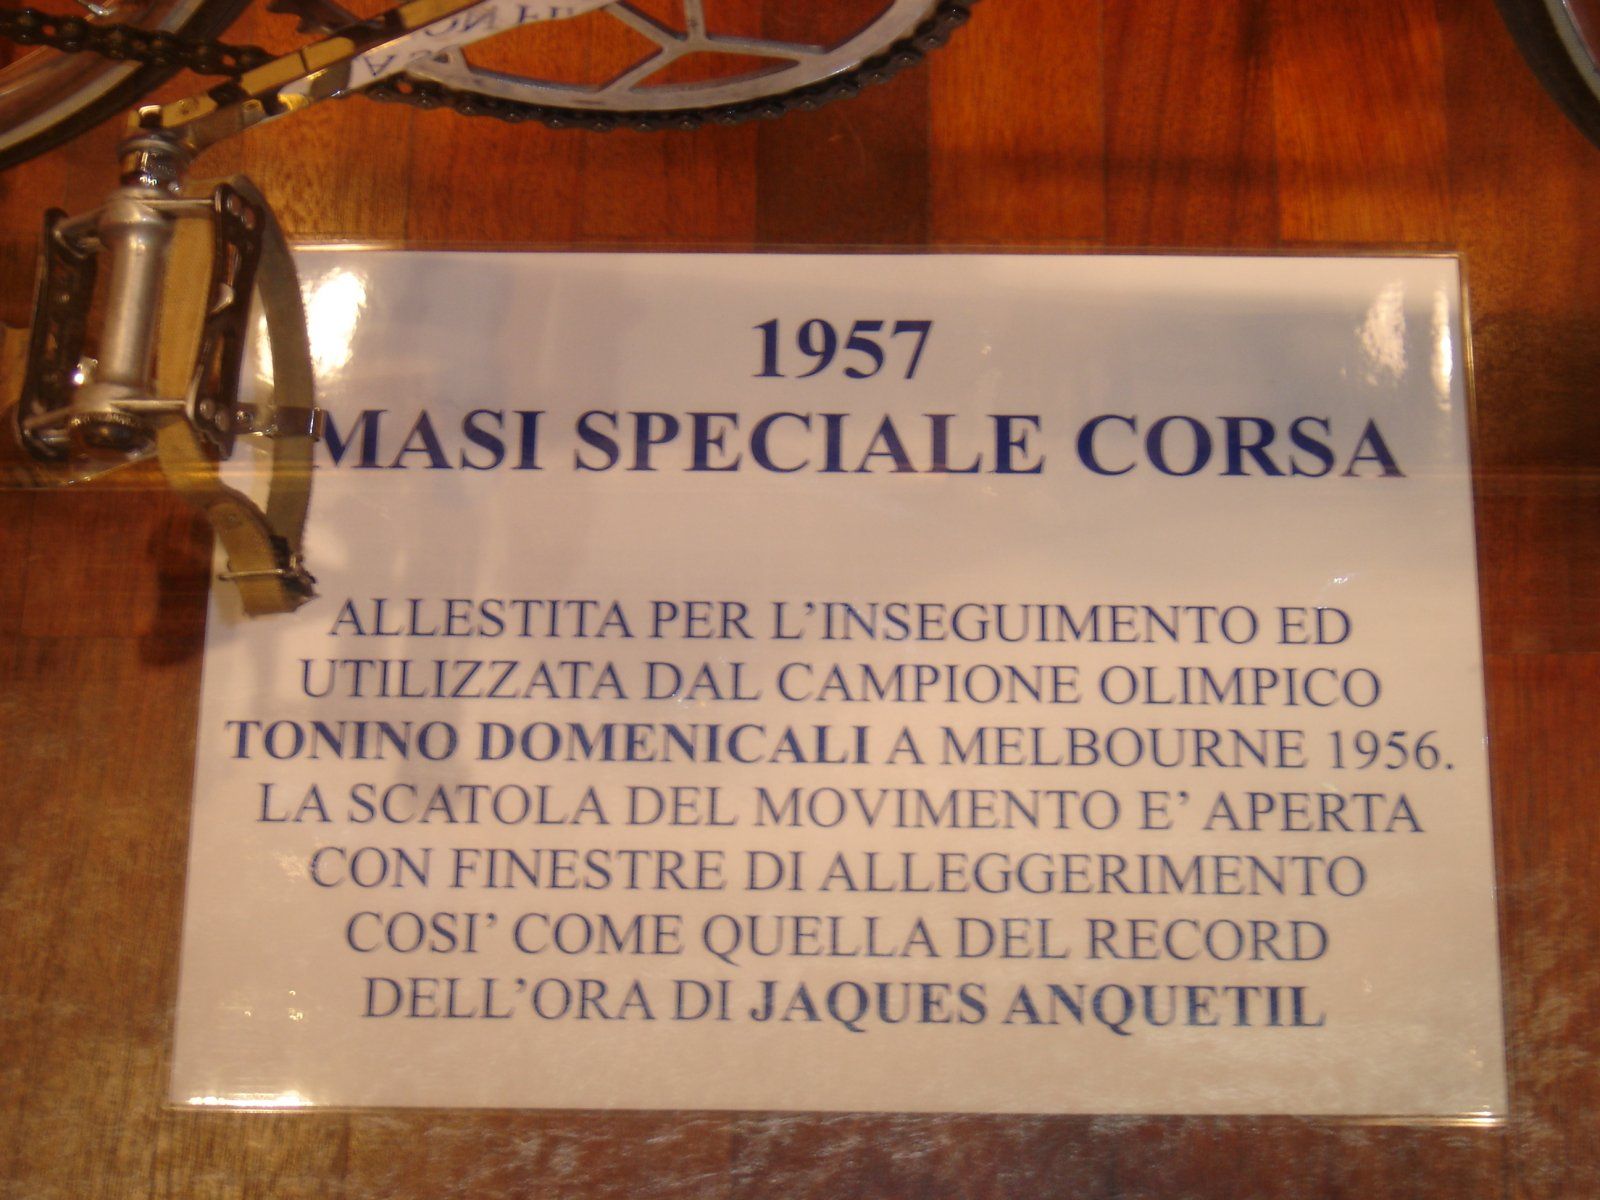 1957
MASI SPECIALE CORSA
ALLESTITA PER L'INSEGUIMENTO ED
UTILIZZATA DAL CAMPIONE OLIMPICO
TONINO DOMENICALI A MELBOURNE 1956.
LA SCATOLA DEL MOVIMENTO E' APERTA
CON FINESTRE DI ALLEGGERIMENTO
COSI' COME QUELLA DEL RECORD
DELL'ORA DI JAQUES ANQUETIL